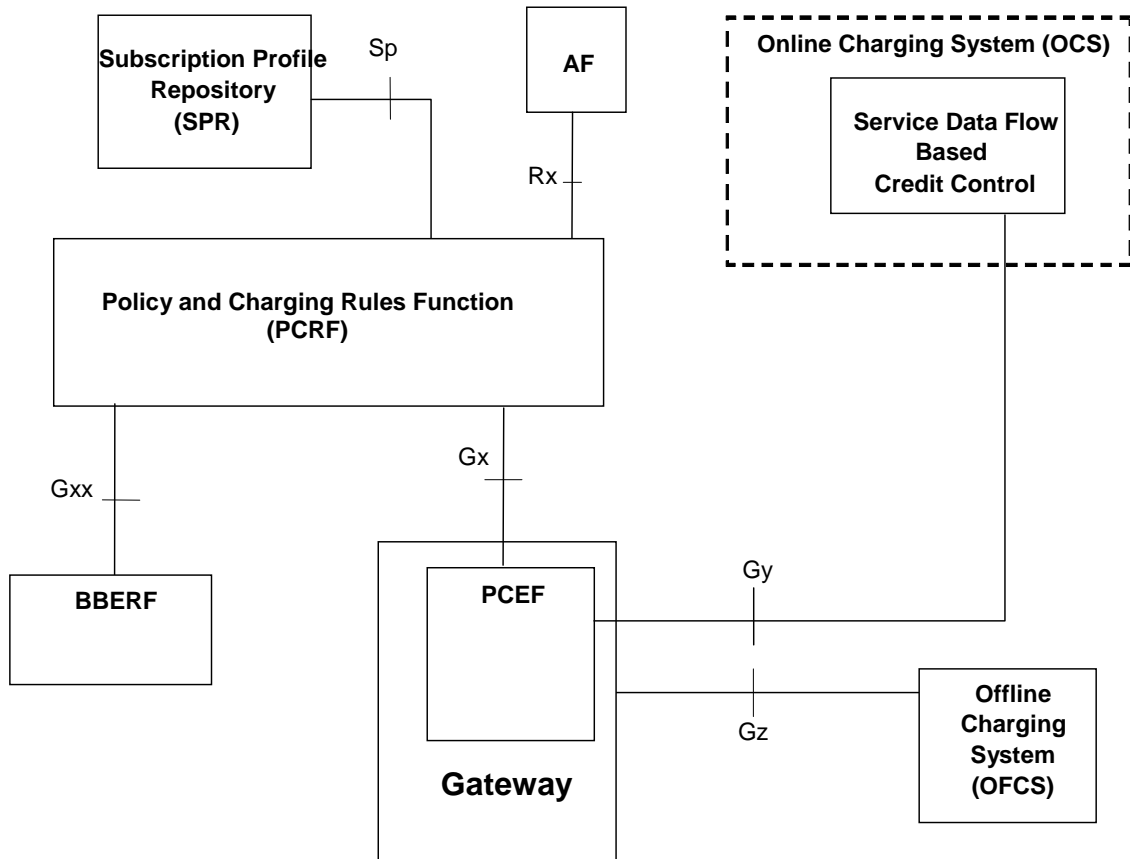 Subscription Profile
Repository
(SPR)
Sp
AF
Rx
Online Charging System (OCS)
Service Data Flow
Based
Credit Control
Policy and Charging Rules Function
(PCRF)
Gxx
Gx
BBERF
PCEF
Gateway
Gy
Gz
Offline
Charging
System
(OFCS)